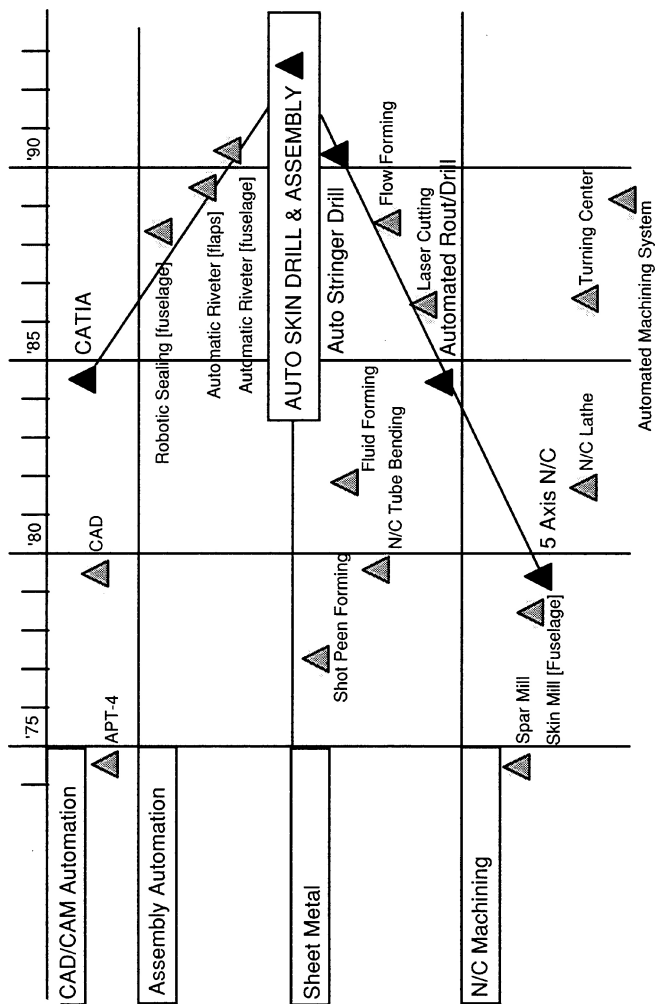 '75
'80
'85
'90
CAD/CAM Automation
APT-4
CAD
CATIA
Assembly Automation
Robotic Sealing [fuselage]
Automatic Riveter [flaps]
Automatic Riveter [fuselage]
AUTO SKIN DRILL & ASSEMBLY
Sheet Metal
Shot Peen Forming
Fluid Forming
N/C Tube Bending
Auto Stringer Drill
Flow Forming
Laser Cutting
Automated Rout/Drill
N/C Machining
Spar Mill
Skin Mill [Fuselage]
5 Axis N/C
N/C Lathe
Turning Center
Automated Machining System